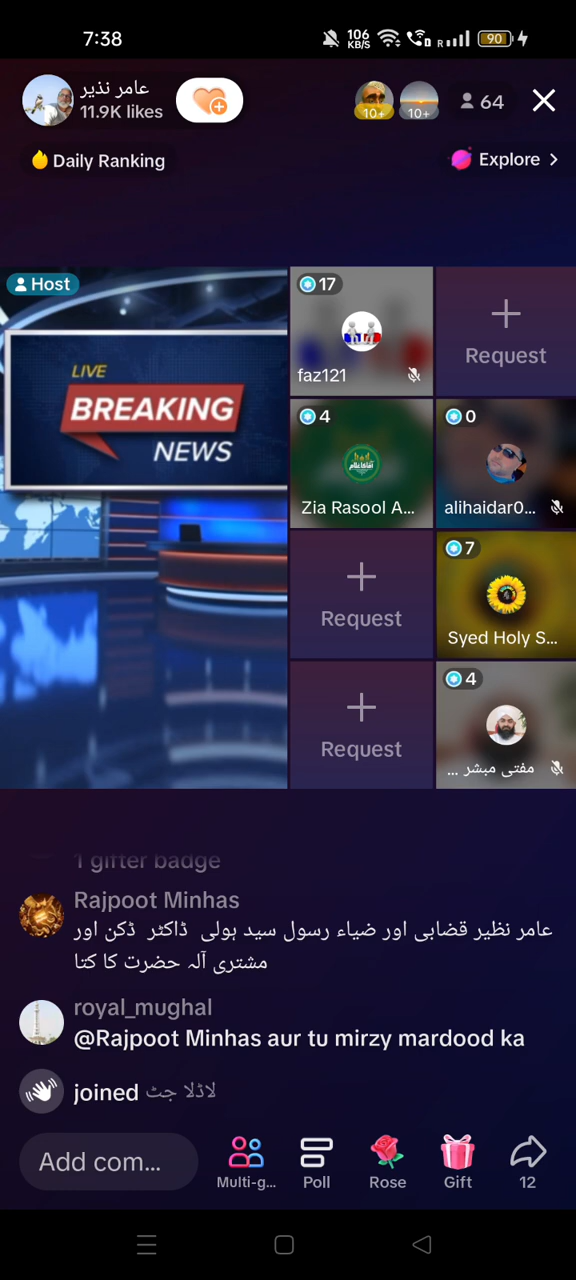 7:38
106
KB/S
R
90
عامر نذیر
11.9K likes
10+
10+
64
Daily Ranking
Explore
Host
LIVE
BREAKING
NEWS
17
faz121
Request
4
Zia Rasool A...
0
alihaidar0...
Request
7
Syed Holy S...
Request
4
مفتی مبشر ...
1 gifter badge
Rajpoot Minhas
عامر نظیر قضابی اور ضیاء رسول سید ہولی ڈاکٹر ڈکن اور
مشتری آلہ حضرت کا کتا
royal_mughal
@Rajpoot Minhas aur tu mirzy mardood ka
joined لاڈلا جٹ
Add com...
Multi-g...
Poll
Rose
Gift
12